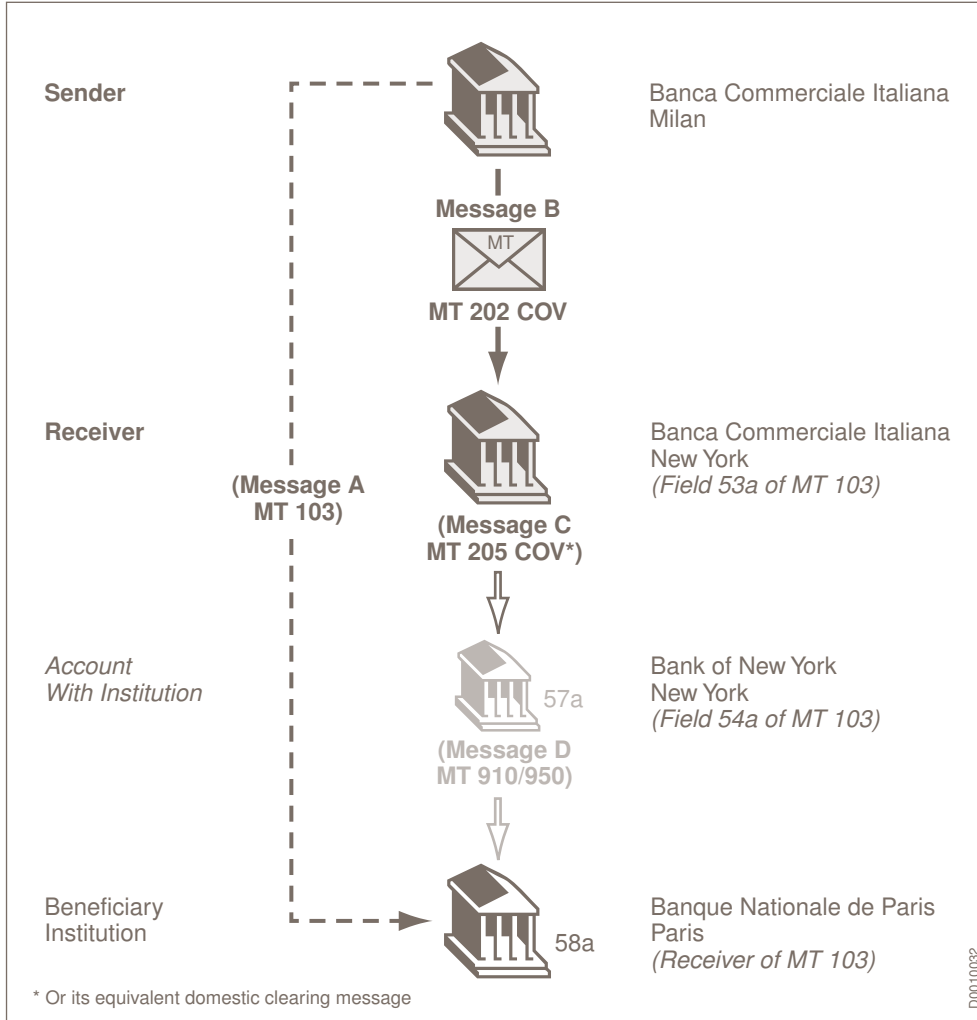 Sender
Banca Commerciale Italiana
Milan
Message B
MT
MT 202 COV
Receiver
Banca Commerciale Italiana
New York
(Field 53a of MT 103)
(Message A
MT 103)
(Message C
MT 205 COV*)
Account
With Institution
57a
Bank of New York
New York
(Field 54a of MT 103)
(Message D
MT 910/950)
Beneficiary
Institution
58a
Banque Nationale de Paris
Paris
(Receiver of MT 103)
* Or its equivalent domestic clearing message
D0010032